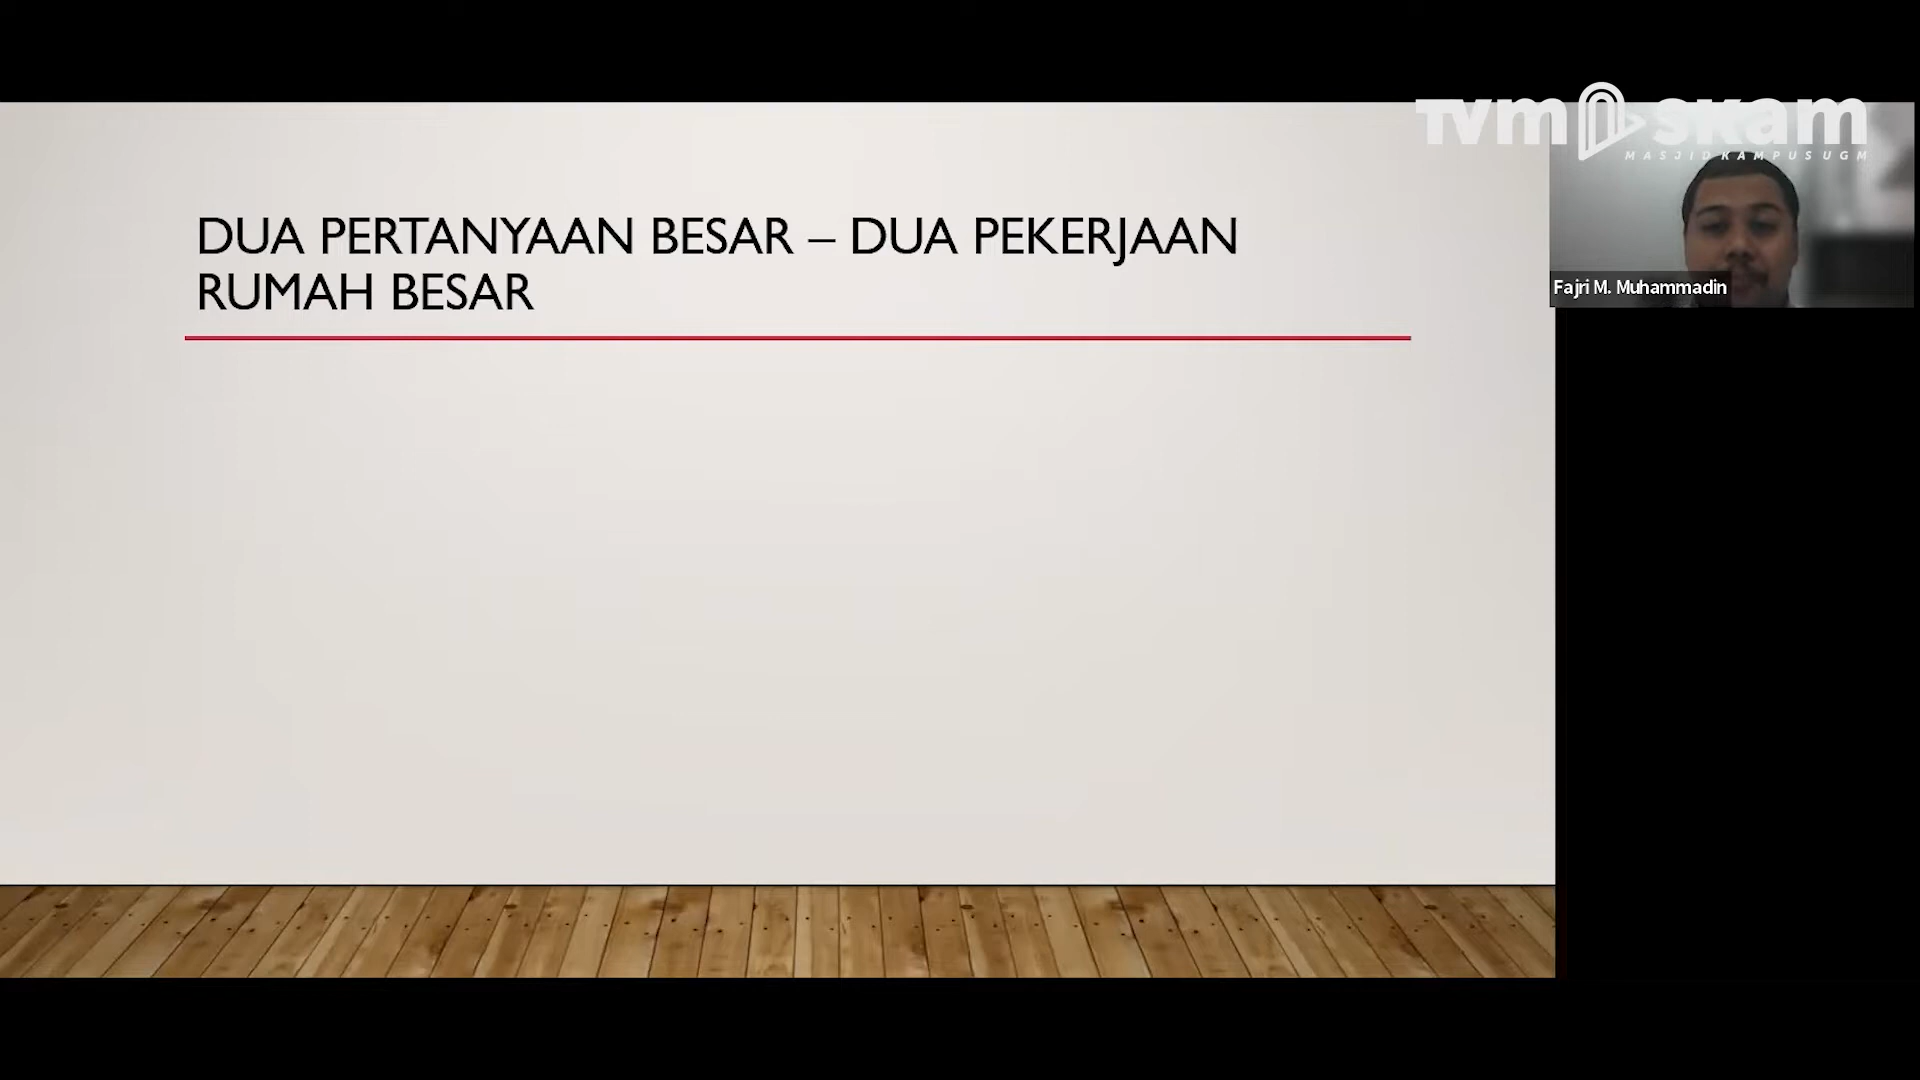 TVM SKAM
MASJID KAMPUS UGM
DUA PERTANYAAN BESAR – DUA PEKERJAAN
RUMAH BESAR
Fajri M. Muhammadin